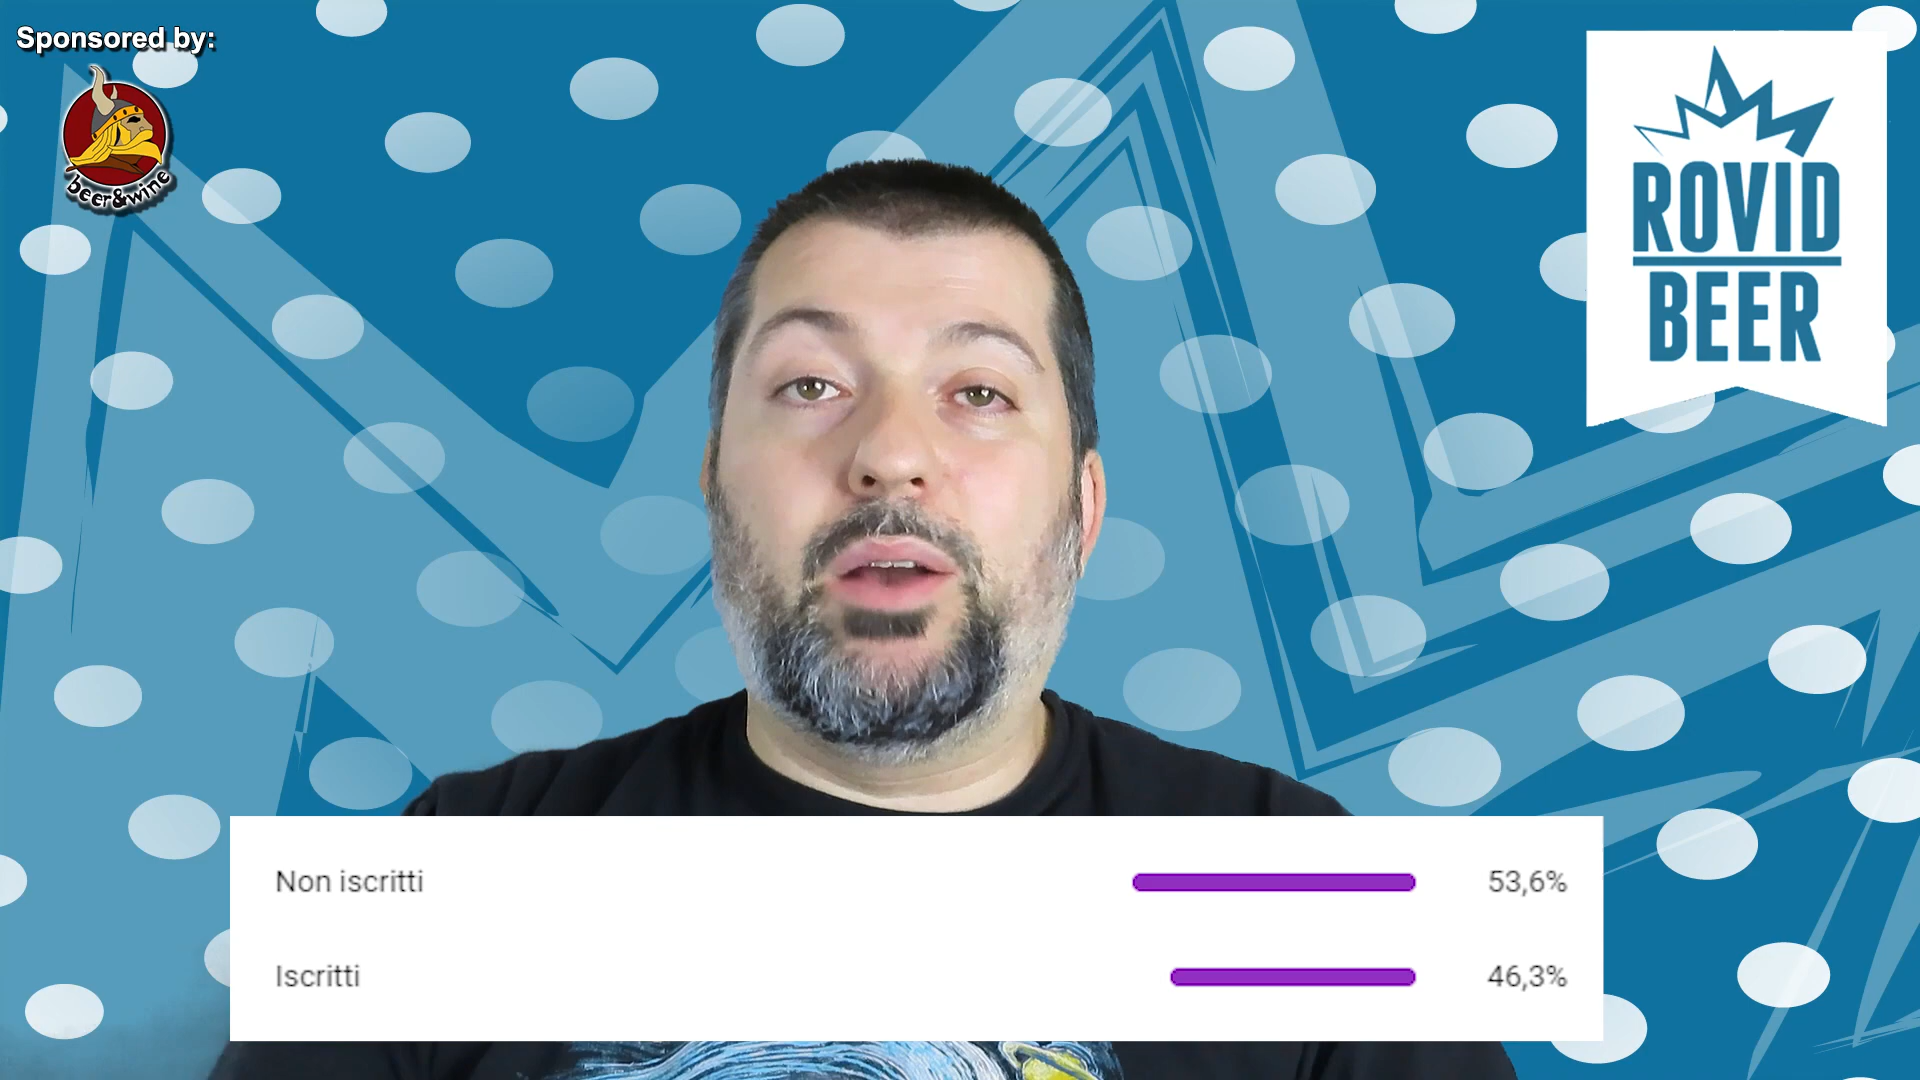 Sponsored by:
beer&wine
ROVID
BEER
Non iscritti 53,6%
Iscritti 46,3%